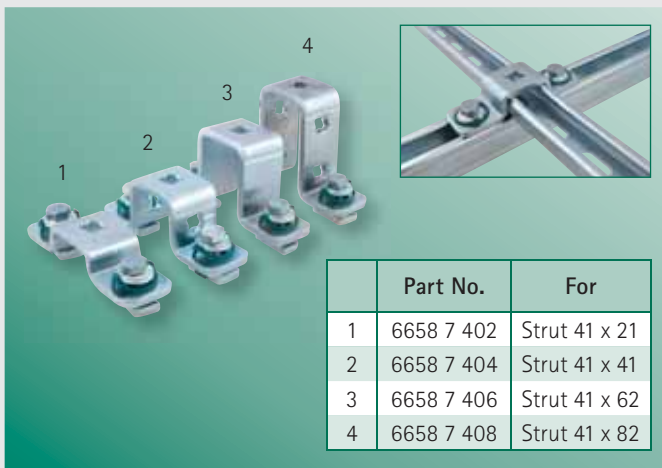 4
3
2
1
Part No. For
1 6658 7 402 Strut 41 x 21
2 6658 7 404 Strut 41 x 41
3 6658 7 406 Strut 41 x 62
4 6658 7 408 Strut 41 x 82